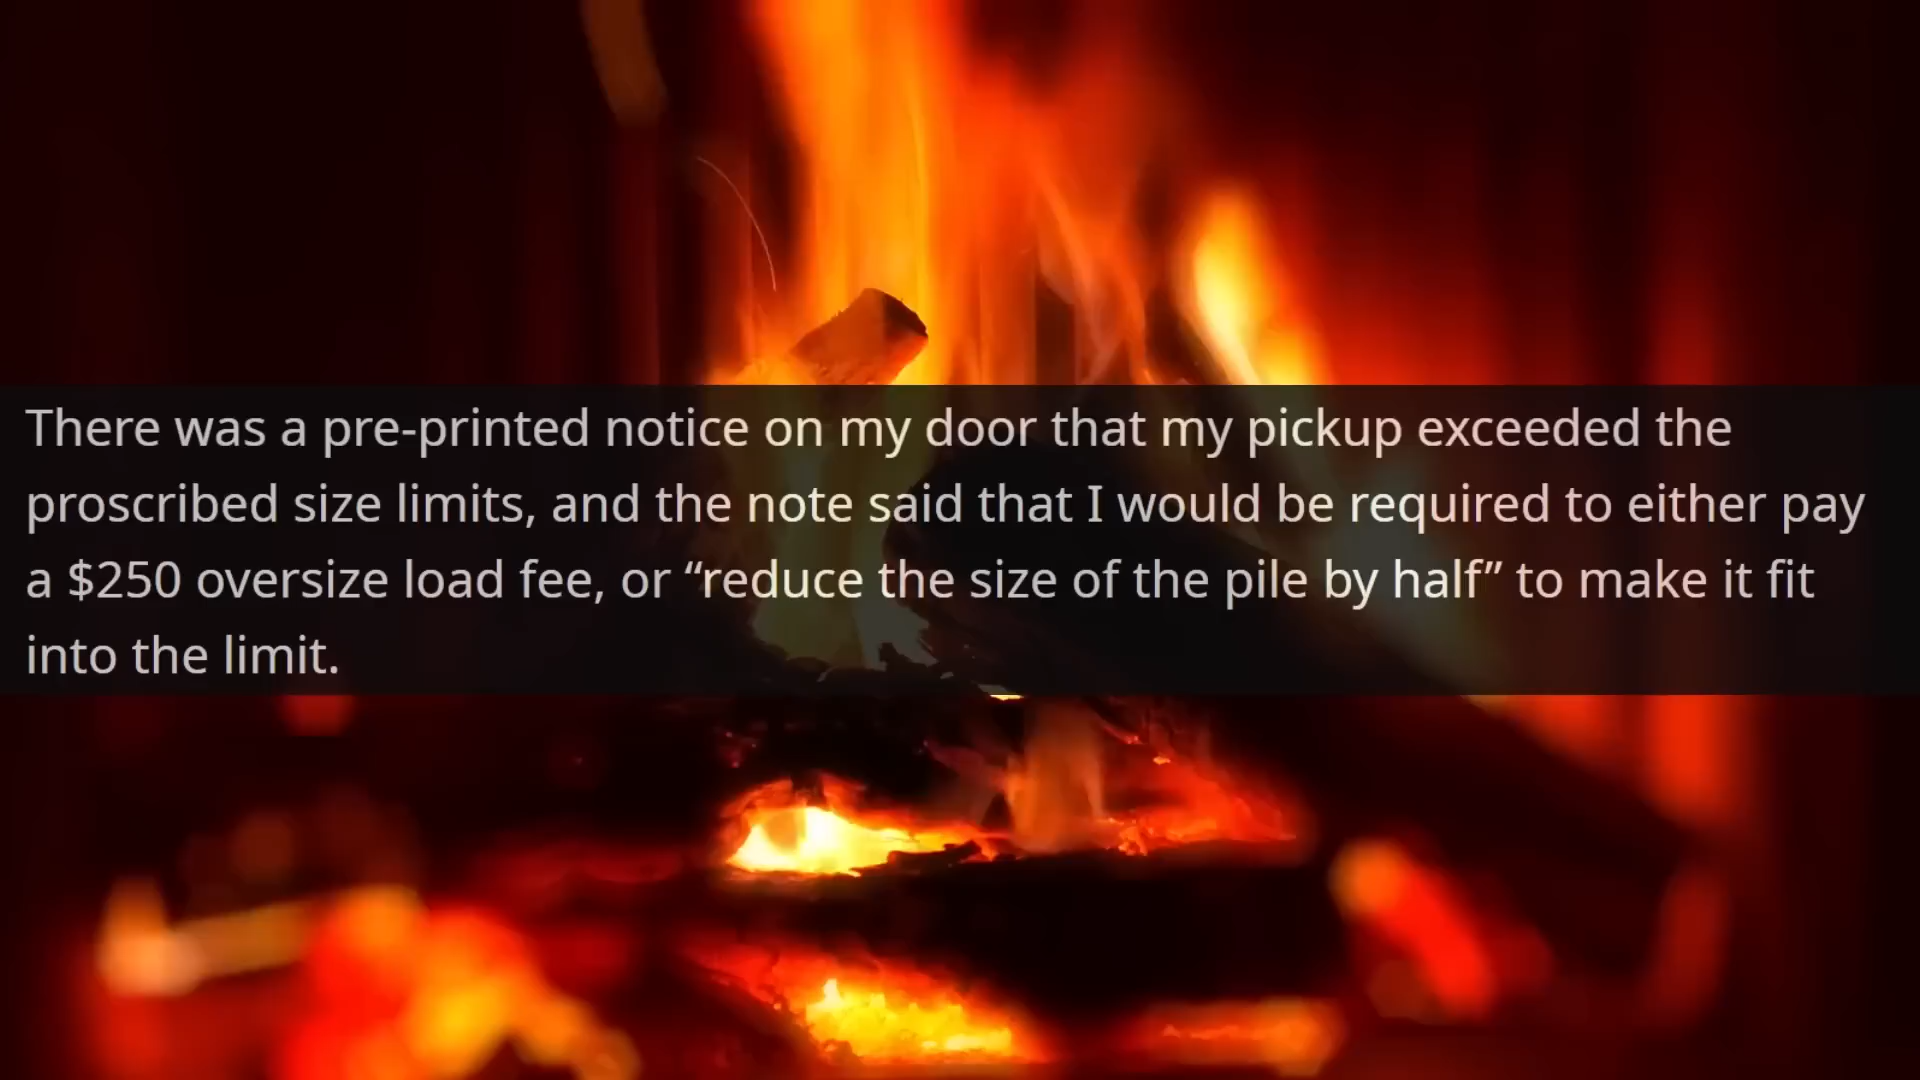 There was a pre-printed notice on my door that my pickup exceeded the
proscribed size limits, and the note said that I would be required to either pay
a $250 oversize load fee, or “reduce the size of the pile by half” to make it fit
into the limit.